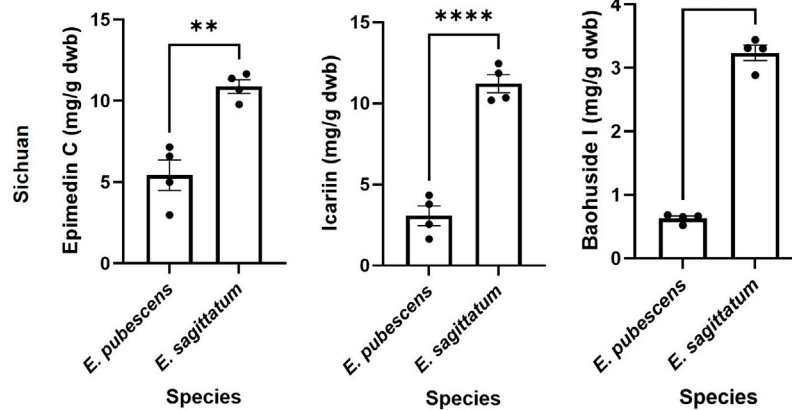 Sichuan
Epimedin C (mg/g dwb)
15
10
5
0
**
E. pubescens
E. sagittatum
Species
Icariin (mg/g dwb)
15
10
5
0
****
E. pubescens
E. sagittatum
Species
Baohuside I (mg/g dwb)
4
3
2
1
0
E. pubescens
E. sagittatum
Species